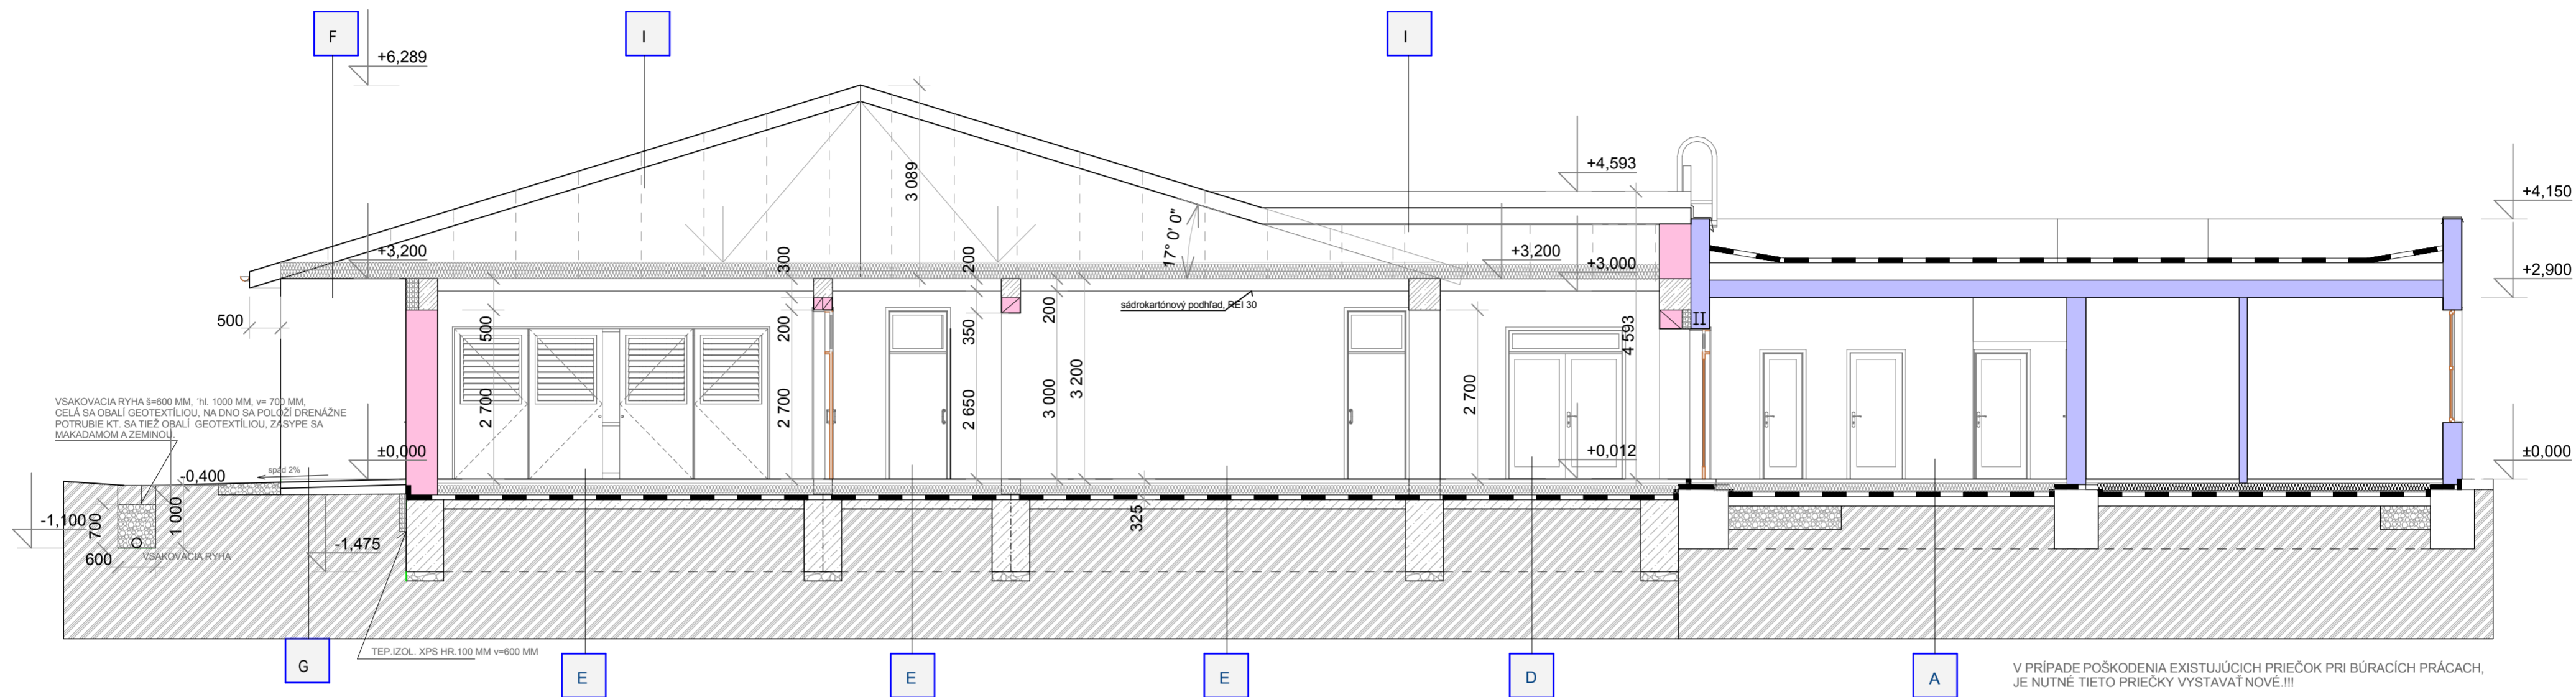 F
I
I
+6,289
+4,593
+4,150
3 089
17° 0' 0"
+3,200
300
200
+3,200
+3,000
+2,900
sádrokartónový podhľad, REI 30
500
500
200
350
200
4 593
II
2 700
2 700
2 650
3 000
3 200
2 700
VSAKOVACIA RYHA š=600 MM, ˇhl. 1000 MM, v= 700 MM,
CELÁ SA OBALÍ GEOTEXTÍLIOU, NA DNO SA POLOŽÍ DRENÁŽNE
POTRUBIE KT. SA TIEŽ OBALÍ GEOTEXTÍLIOU, ZASYPE SA
MAKADAMOM A ZEMINOU.
±0,000
+0,012
±0,000
spád 2%
-0,400
-1,100
700
1 000
325
600
VSAKOVACIA RYHA
-1,475
TEP.IZOL. XPS HR.100 MM v=600 MM
G
E
E
E
D
A
V PRÍPADE POŠKODENIA EXISTUJÚCICH PRIEČOK PRI BÚRACÍCH PRÁCACH,
JE NUTNÉ TIETO PRIEČKY VYSTAVAŤ NOVÉ.!!!